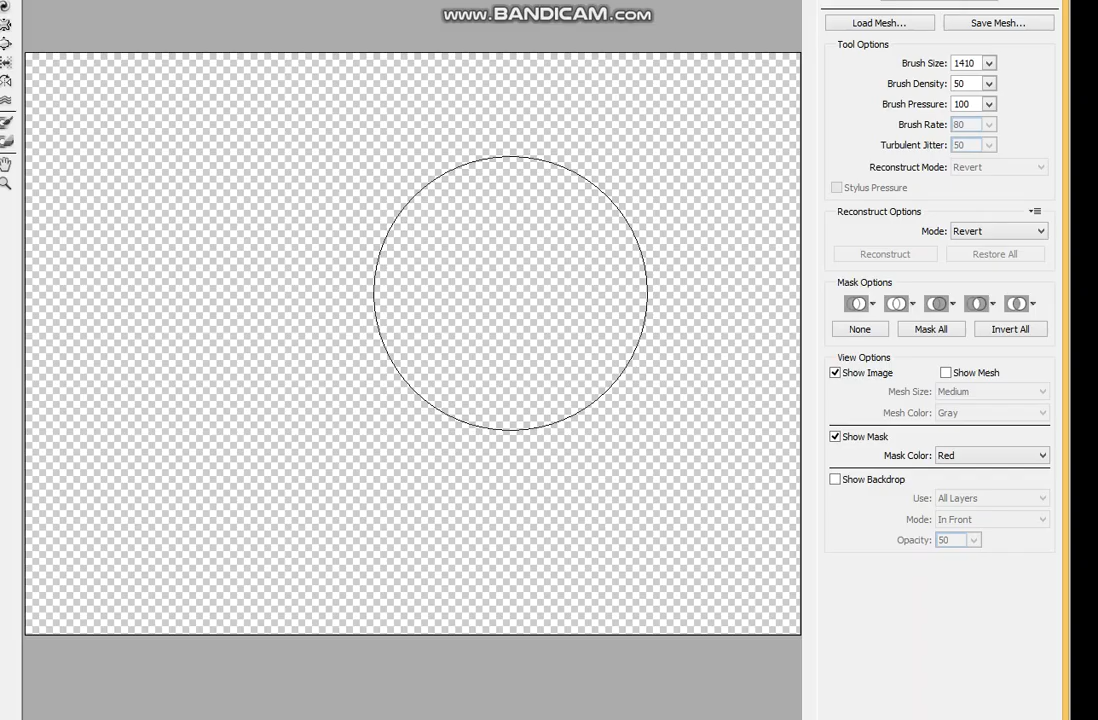 www.BANDICAM.com
Load Mesh... Save Mesh...
Tool Options
Brush Size: 1410
Brush Density: 50
Brush Pressure: 100
Brush Rate: 80
Turbulent Jitter: 50
Reconstruct Mode: Revert
Stylus Pressure
Reconstruct Options
Mode: Revert
Reconstruct Restore All
Mask Options
None Mask All Invert All
View Options
Show Image Show Mesh
Mesh Size: Medium
Mesh Color: Gray
Show Mask
Mask Color: Red
Show Backdrop
Use: All Layers
Mode: In Front
Opacity: 50